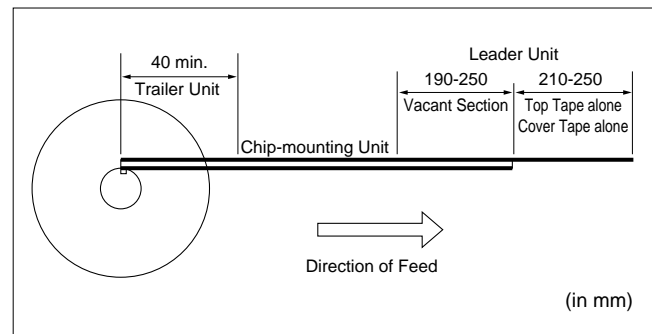 Leader Unit
40 min.
190-250
210-250
Trailer Unit
Vacant Section
Top Tape alone
Cover Tape alone
Chip-mounting Unit
Direction of Feed
(in mm)